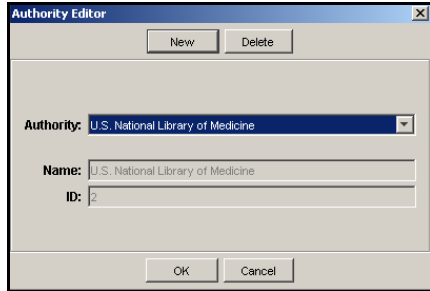 Authority Editor
New Delete
Authority: U.S. National Library of Medicine
Name: U.S. National Library of Medicine
ID: 2
OK Cancel